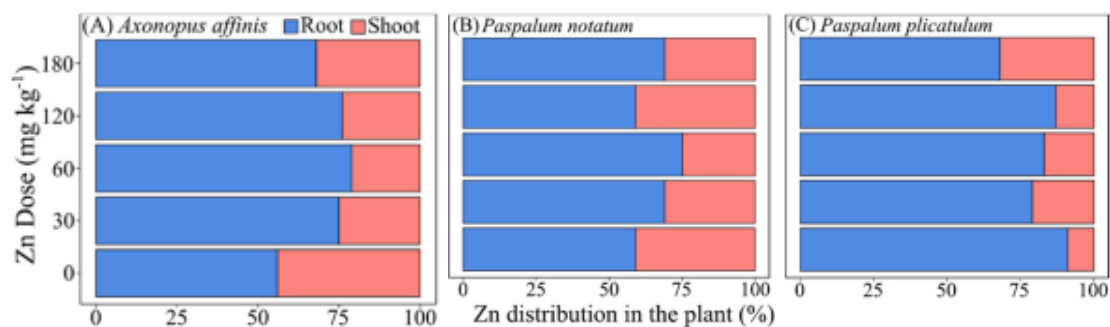 (A) Axonopus affinis Root Shoot
(B) Paspalum notatum
(C) Paspalum plicatulum
Zn Dose (mg kg⁻¹)
180
120
60
30
0
0 25 50 75 100
0 25 50 75 100
0 25 50 75 100
Zn distribution in the plant (%)